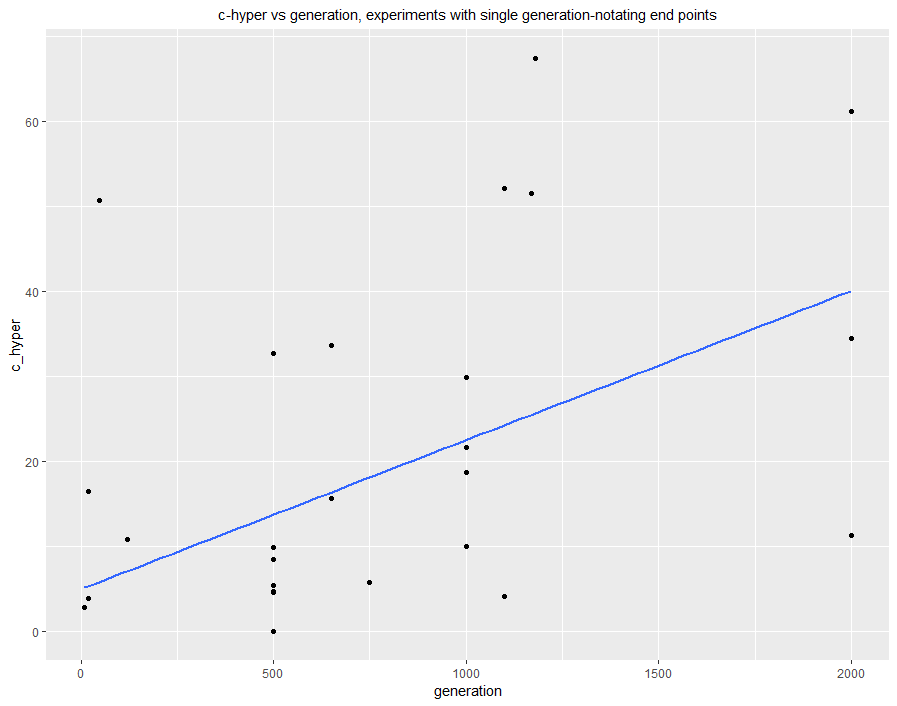 c-hyper vs generation, experiments with single generation-notating end points
c_hyper
60
40
20
0
0 500 1000 1500 2000
generation